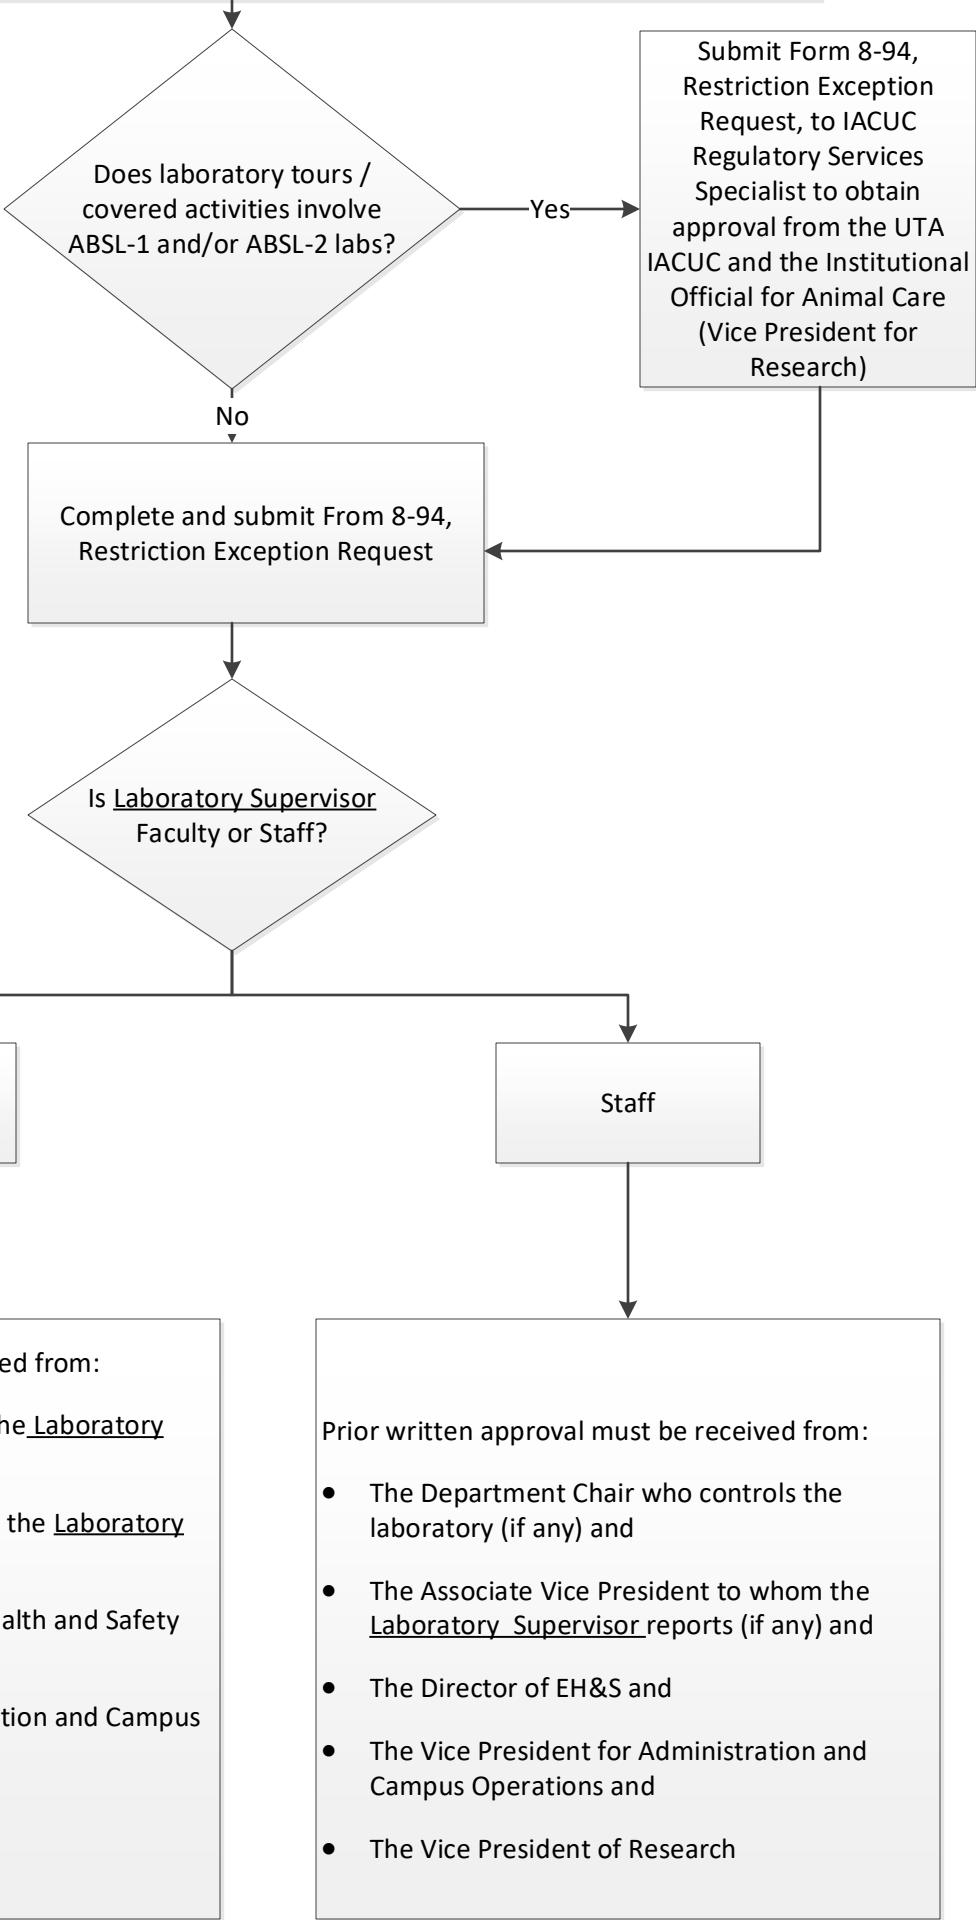 Does laboratory tours /
covered activities involve
ABSL-1 and/or ABSL-2 labs?
Yes
Submit Form 8-94,
Restriction Exception
Request, to IACUC
Regulatory Services
Specialist to obtain
approval from the UTA
IACUC and the Institutional
Official for Animal Care
(Vice President for
Research)
No
Complete and submit From 8-94,
Restriction Exception Request
Is Laboratory Supervisor
Faculty or Staff?
Staff
ed from:
he Laboratory
the Laboratory
alth and Safety
tion and Campus
Prior written approval must be received from:
• The Department Chair who controls the
laboratory (if any) and
• The Associate Vice President to whom the
Laboratory Supervisor reports (if any) and
• The Director of EH&S and
• The Vice President for Administration and
Campus Operations and
• The Vice President of Research